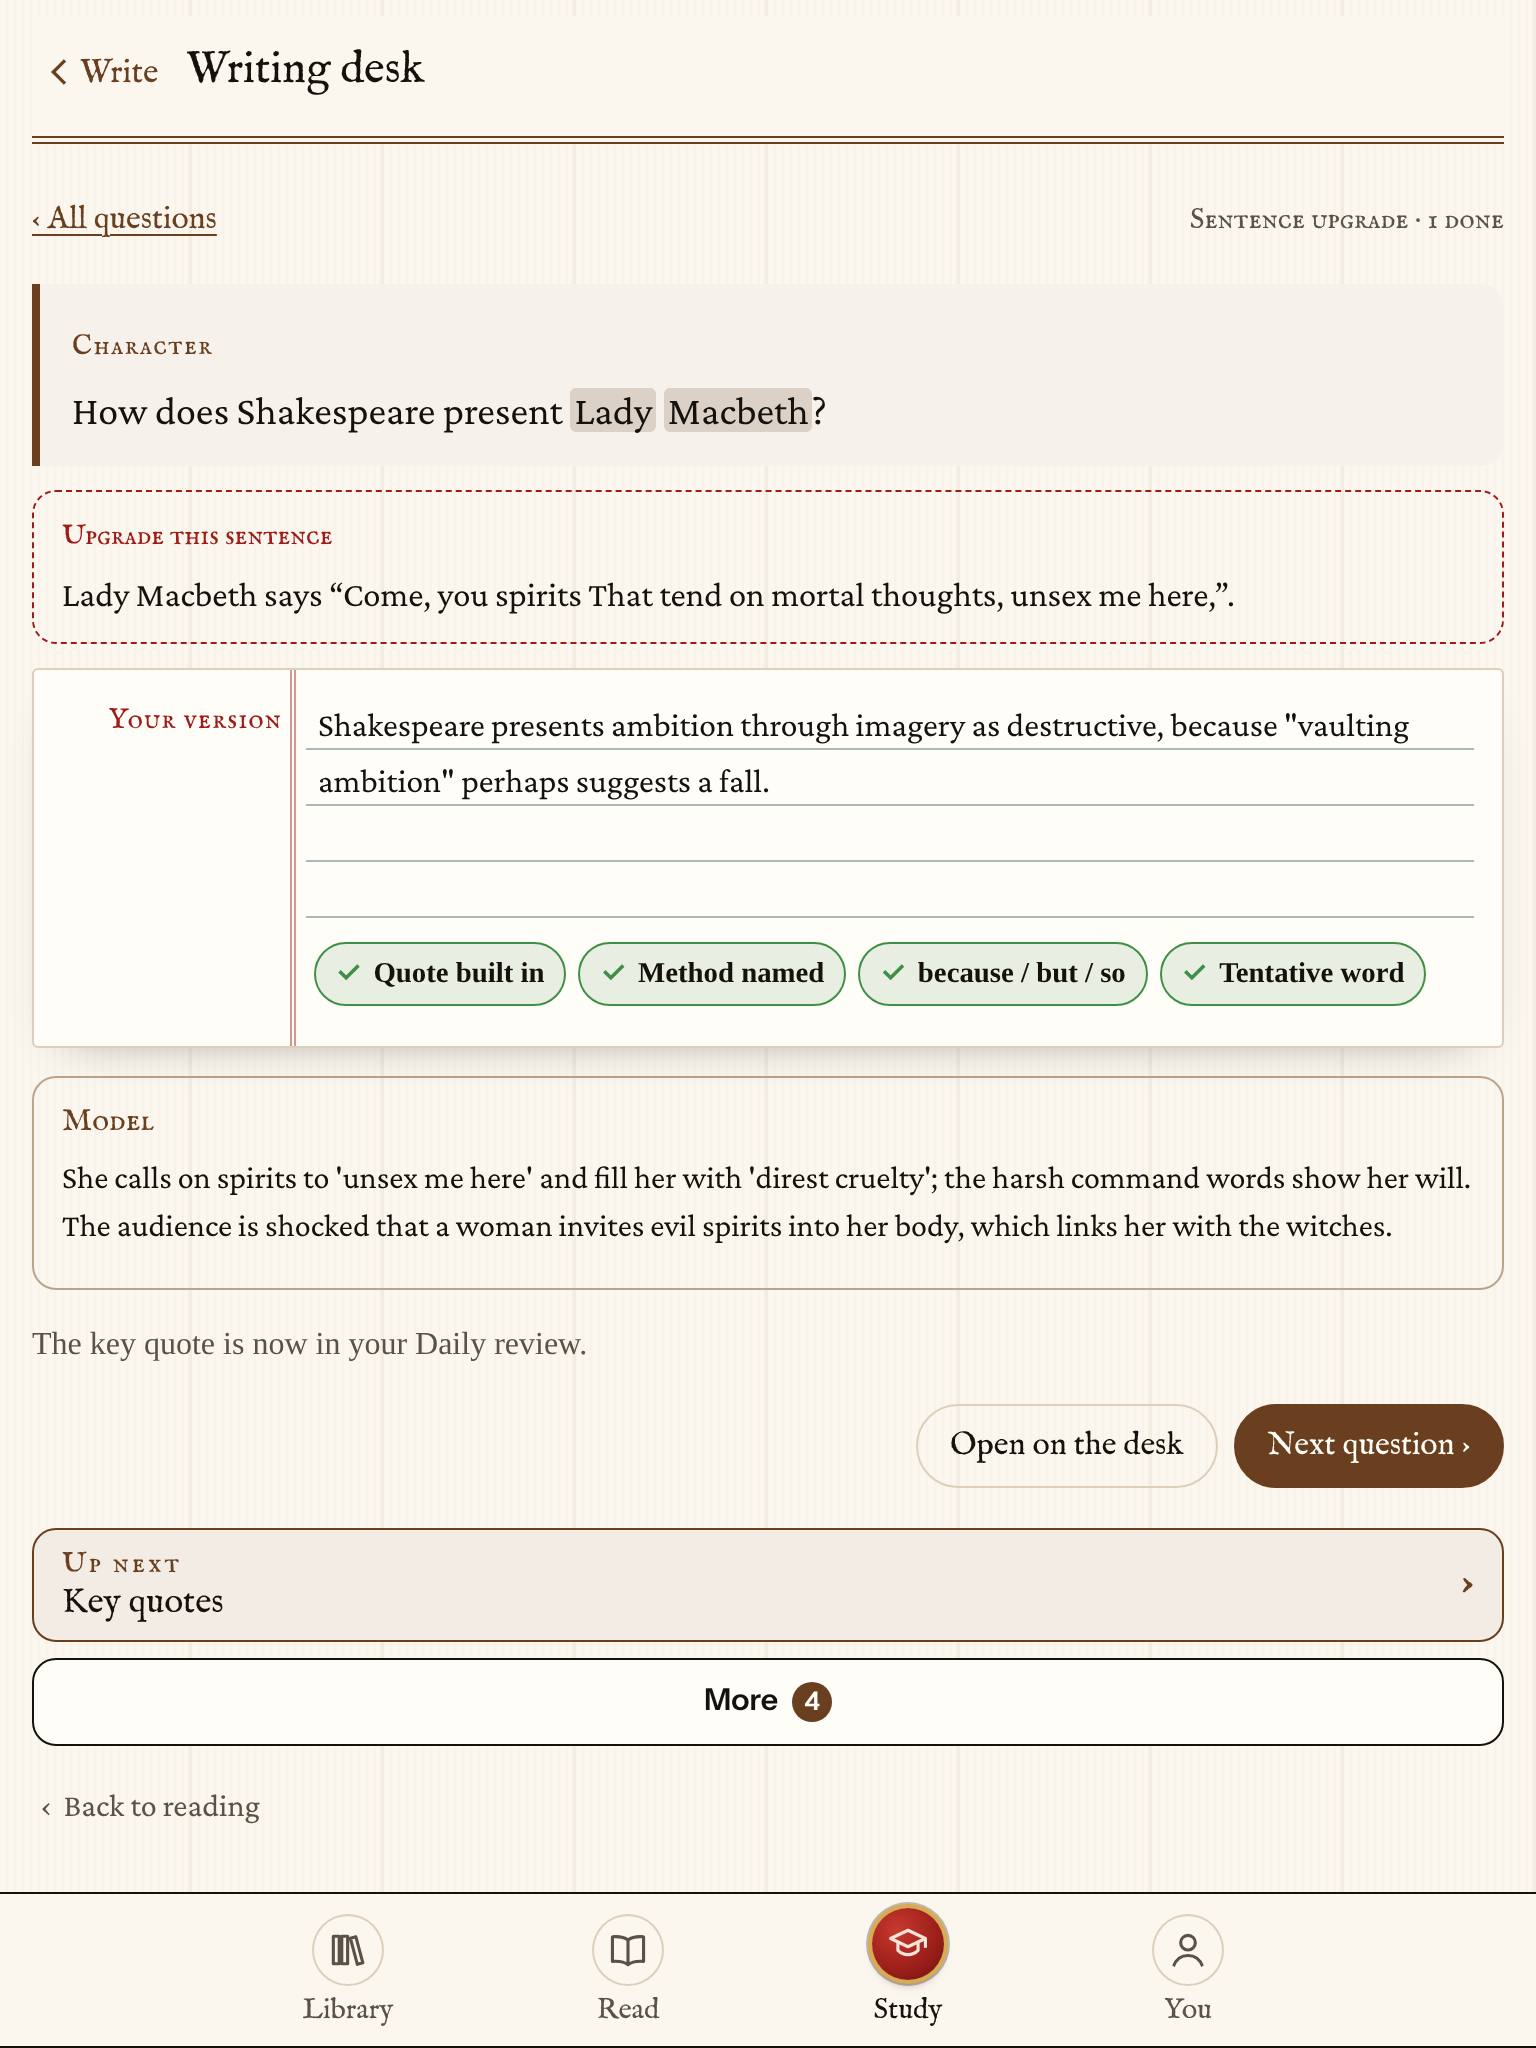 Write Writing desk
‹ All questions
Sentence upgrade · 1 done
Character
How does Shakespeare present Lady Macbeth?
Upgrade this sentence
Lady Macbeth says “Come, you spirits That tend on mortal thoughts, unsex me here,”.
Your version
Shakespeare presents ambition through imagery as destructive, because "vaulting
ambition" perhaps suggests a fall.
Quote built in
Method named
because / but / so
Tentative word
Model
She calls on spirits to 'unsex me here' and fill her with 'direst cruelty'; the harsh command words show her will.
The audience is shocked that a woman invites evil spirits into her body, which links her with the witches.
The key quote is now in your Daily review.
Open on the desk
Next question ›
Up next
Key quotes ›
More 4
‹ Back to reading
Library
Read
Study
You